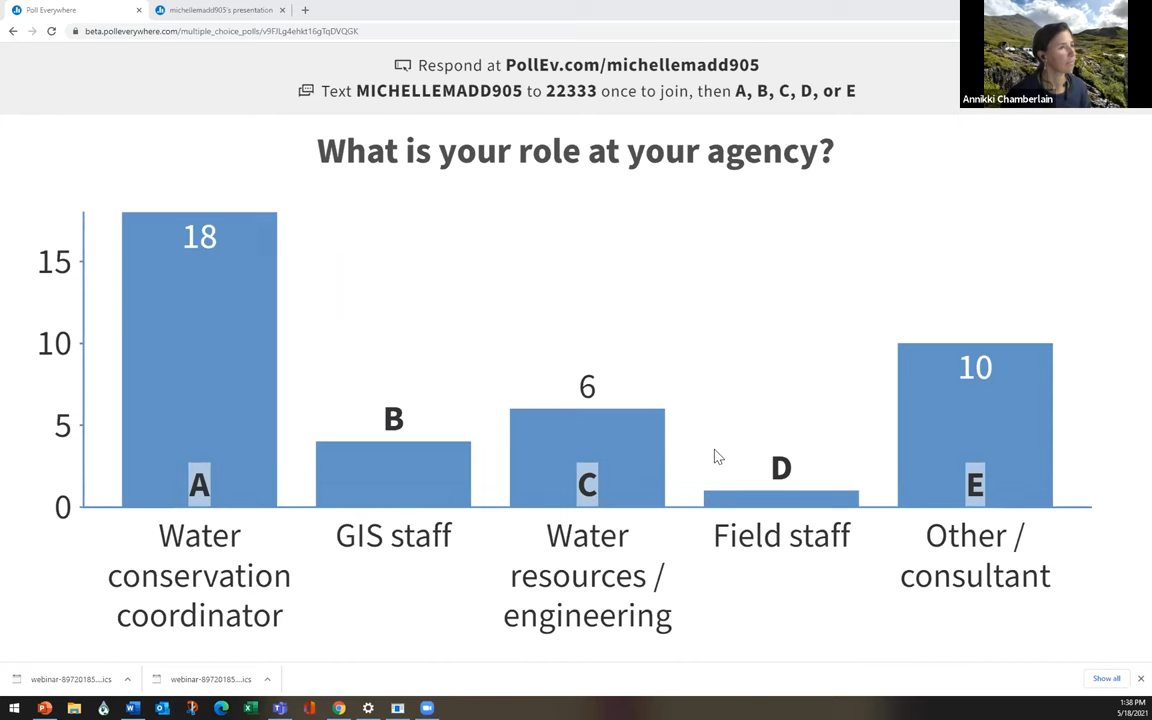 Poll Everywhere
michellemadd905's presentation
beta.polleverywhere.com/multiple_choice_polls/v9FJLg4ehkt16gTqDVQGK
Respond at PollEv.com/michellemadd905
Text MICHELLEMADD905 to 22333 once to join, then A, B, C, D, or E
Annikki Chamberlain
What is your role at your agency?
15
10
5
0
18
A
B
6
C
D
10
E
Water
conservation
coordinator
GIS staff
Water
resources /
engineering
Field staff
Other /
consultant
webinar-89720185....ics
webinar-89720185....ics
Show all
1:38 PM
5/18/2021